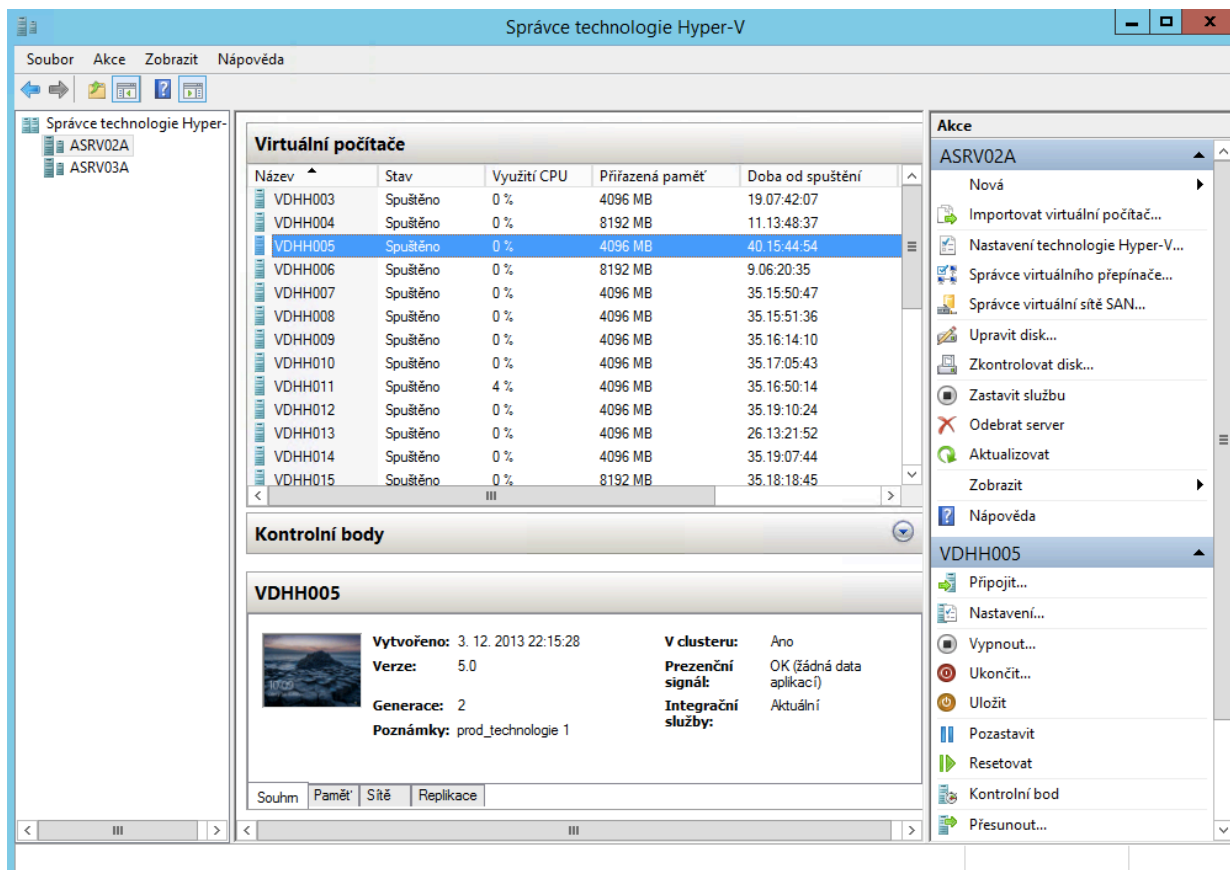 Správce technologie Hyper-V
Soubor Akce Zobrazit Nápověda
Správce technologie Hyper-
ASRV02A
ASRV03A
Virtuální počítače
Název Stav Využití CPU Přiřazená paměť Doba od spuštění
VDHH003 Spuštěno 0 % 4096 MB 19.07:42:07
VDHH004 Spuštěno 0 % 8192 MB 11.13:48:37
VDHH005 Spuštěno 0 % 4096 MB 40.15:44:54
VDHH006 Spuštěno 0 % 8192 MB 9.06:20:35
VDHH007 Spuštěno 0 % 4096 MB 35.15:50:47
VDHH008 Spuštěno 0 % 4096 MB 35.15:51:36
VDHH009 Spuštěno 0 % 4096 MB 35.16:14:10
VDHH010 Spuštěno 0 % 4096 MB 35.17:05:43
VDHH011 Spuštěno 4 % 4096 MB 35.16:50:14
VDHH012 Spuštěno 0 % 4096 MB 35.19:10:24
VDHH013 Spuštěno 0 % 4096 MB 26.13:21:52
VDHH014 Spuštěno 0 % 4096 MB 35.19:07:44
VDHH015 Spuštěno 0 % 8192 MB 35.18:18:45
Kontrolní body
VDHH005
10:09
Vytvořeno: 3. 12. 2013 22:15:28 V clusteru: Ano
Verze: 5.0 Prezenční OK (žádná data
signál: aplikací)
Generace: 2 Integrační Aktuální
služby:
Poznámky: prod_technologie 1
Souhrn Paměť Sítě Replikace
Akce
ASRV02A
Nová
Importovat virtuální počítač...
Nastavení technologie Hyper-V...
Správce virtuálního přepínače...
Správce virtuální sítě SAN...
Upravit disk...
Zkontrolovat disk...
Zastavit službu
Odebrat server
Aktualizovat
Zobrazit
Nápověda
VDHH005
Připojit...
Nastavení...
Vypnout...
Ukončit...
Uložit
Pozastavit
Resetovat
Kontrolní bod
Přesunout...